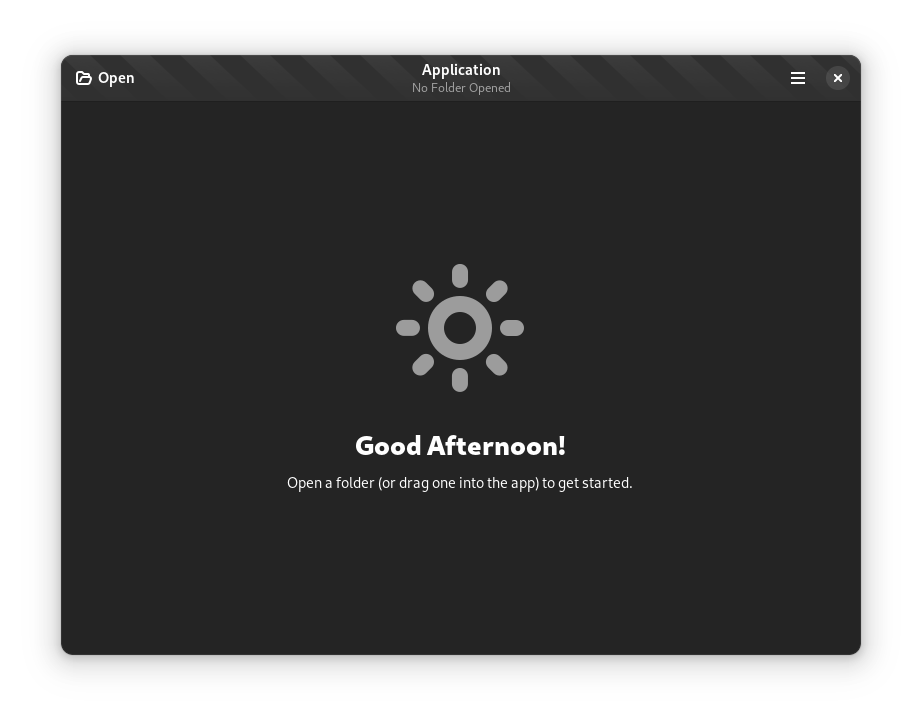 Open
Application
No Folder Opened
Good Afternoon!
Open a folder (or drag one into the app) to get started.